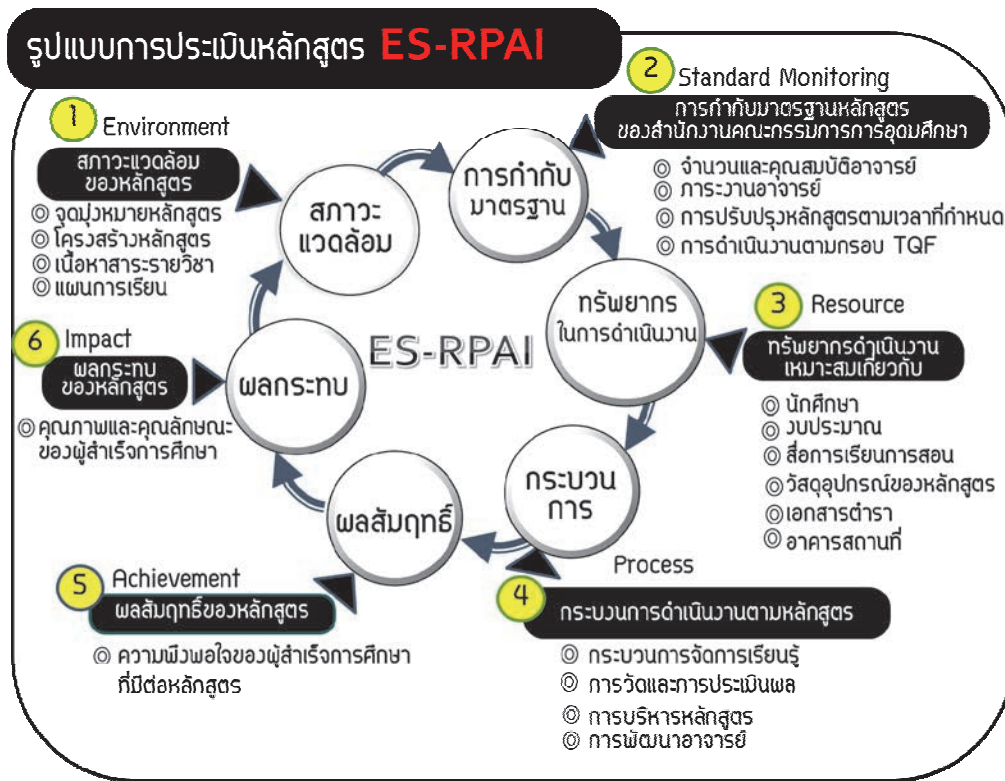 รูปแบบการประเมินหลักสูตร ES-RPAI
1 Environment
สภาวะแวดล้อม
ของหลักสูตร
◎ จุดมุ่งหมายหลักสูตร
◎ โครงสร้างหลักสูตร
◎ เนื้อหาสาระรายวิชา
◎ แผนการเรียน
2 Standard Monitoring
การกำกับมาตรฐานหลักสูตร
ของสำนักงานคณะกรรมการการอุดมศึกษา
◎ จำนวนและคุณสมบัติอาจารย์
◎ ภาระงานอาจารย์
◎ การปรับปรุงหลักสูตรตามเวลาที่กำหนด
◎ การดำเนินงานตามกรอบ TQF
สภาวะ
แวดล้อม
การกำกับ
มาตรฐาน
ทรัพยากร
ในการดำเนินงาน
กระบวน
การ
ผลสัมฤทธิ์
ผลกระทบ
ES-RPAI
3 Resource
ทรัพยากรดำเนินงาน
เหมาะสมเกี่ยวกับ
◎ นักศึกษา
◎ งบประมาณ
◎ สื่อการเรียนการสอน
◎ วัสดุอุปกรณ์ของหลักสูตร
◎ เอกสารตำรา
◎ อาคารสถานที่
6 Impact
ผลกระทบ
ของหลักสูตร
◎ คุณภาพและคุณลักษณะ
ของผู้สำเร็จการศึกษา
5 Achievement
ผลสัมฤทธิ์ของหลักสูตร
◎ ความพึงพอใจของผู้สำเร็จการศึกษา
ที่มีต่อหลักสูตร
Process
4 กระบวนการดำเนินงานตามหลักสูตร
◎ กระบวนการจัดการเรียนรู้
◎ การวัดและการประเมินผล
◎ การบริหารหลักสูตร
◎ การพัฒนาอาจารย์